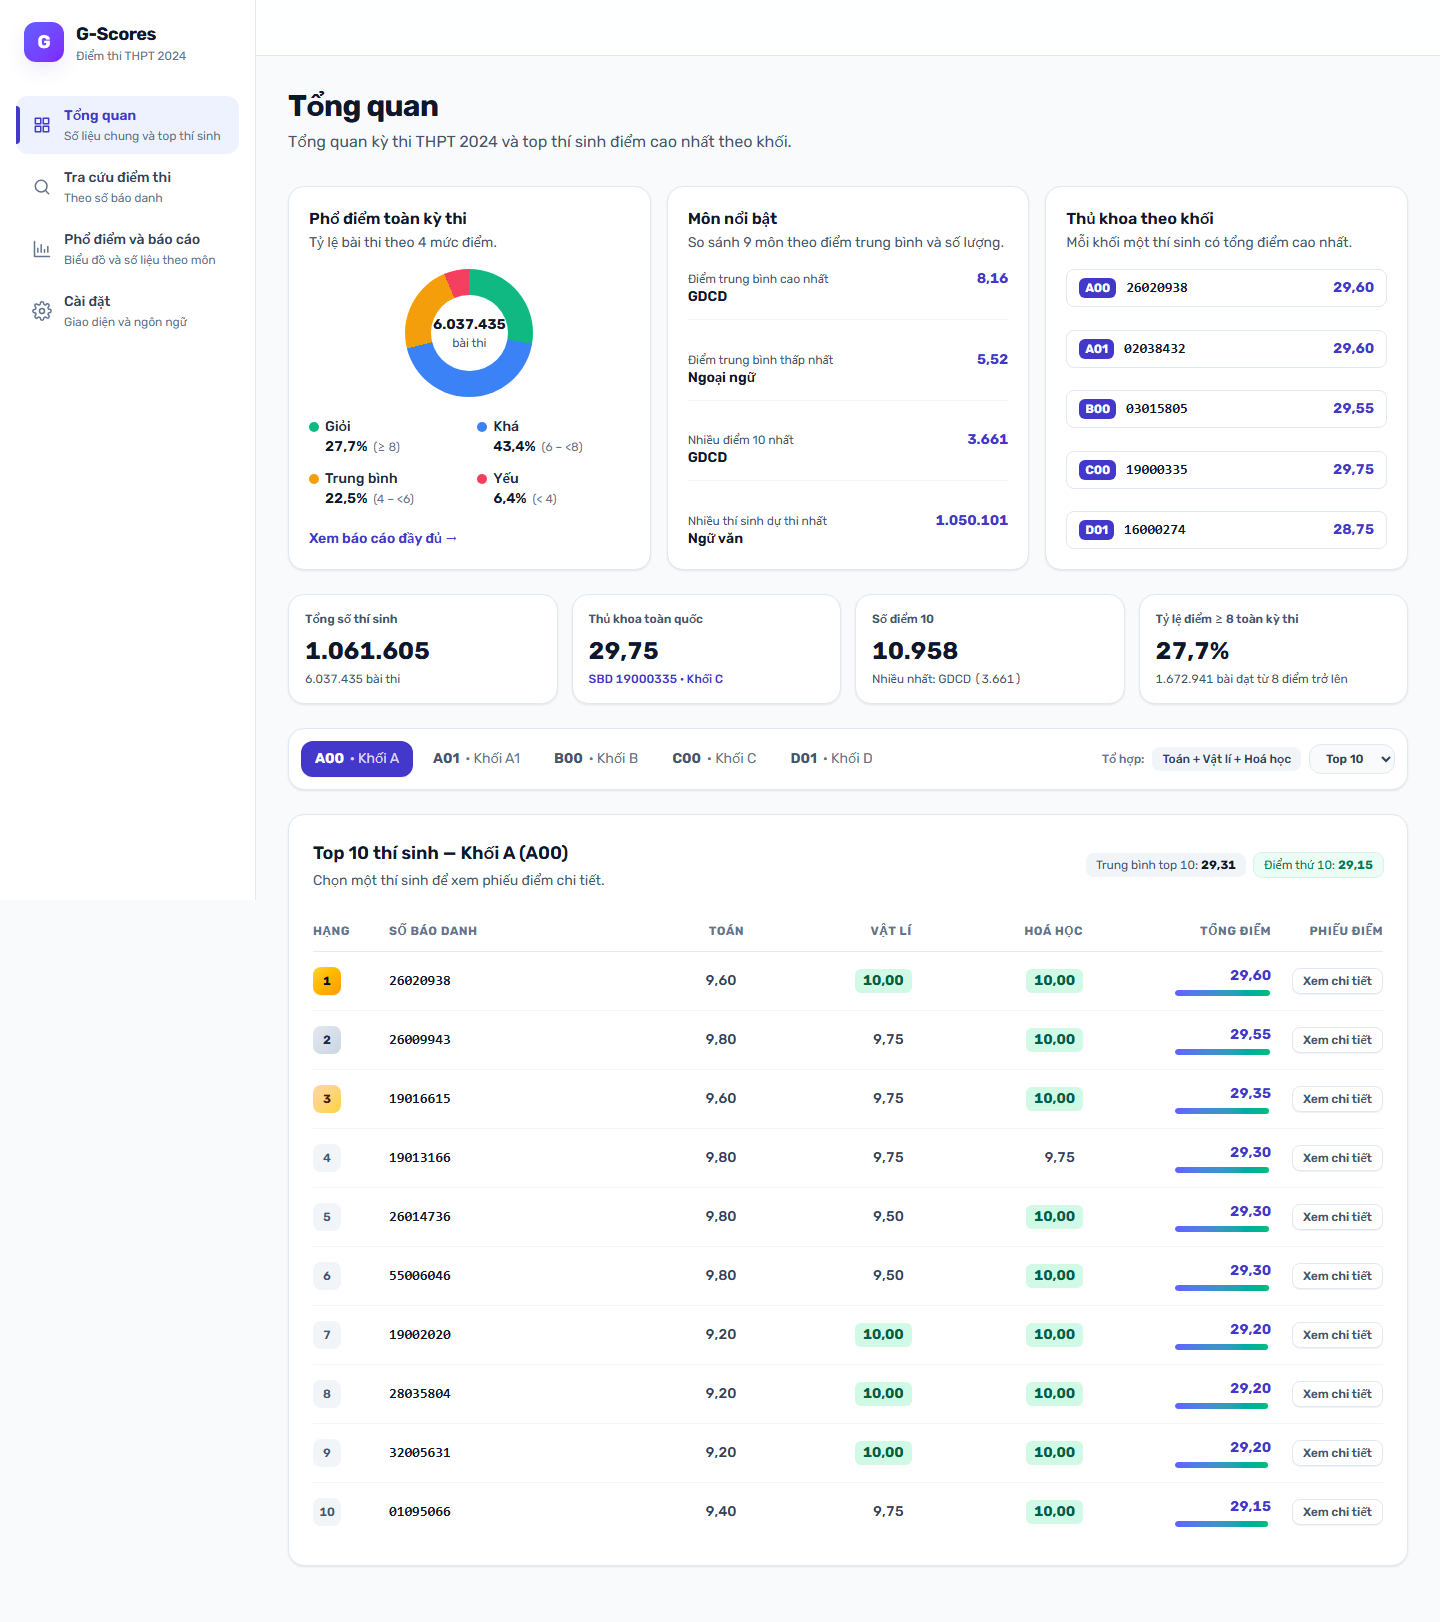 G
G-Scores
Điểm thi THPT 2024
Tổng quan
Số liệu chung và top thí sinh
Tra cứu điểm thi
Theo số báo danh
Phổ điểm và báo cáo
Biểu đồ và số liệu theo môn
Cài đặt
Giao diện và ngôn ngữ
Tổng quan
Tổng quan kỳ thi THPT 2024 và top thí sinh điểm cao nhất theo khối.
Phổ điểm toàn kỳ thi
Tỷ lệ bài thi theo 4 mức điểm.
6.037.435
bài thi
Giỏi
27,7% (≥ 8)
Khá
43,4% (6 – <8)
Trung bình
22,5% (4 – <6)
Yếu
6,4% (< 4)
Xem báo cáo đầy đủ →
Môn nổi bật
So sánh 9 môn theo điểm trung bình và số lượng.
Điểm trung bình cao nhất 8,16
GDCD
Điểm trung bình thấp nhất 5,52
Ngoại ngữ
Nhiều điểm 10 nhất 3.661
GDCD
Nhiều thí sinh dự thi nhất 1.050.101
Ngữ văn
Thủ khoa theo khối
Mỗi khối một thí sinh có tổng điểm cao nhất.
A00 26020938 29,60
A01 02038432 29,60
B00 03015805 29,55
C00 19000335 29,75
D01 16000274 28,75
Tổng số thí sinh
1.061.605
6.037.435 bài thi
Thủ khoa toàn quốc
29,75
SBD 19000335 • Khối C
Số điểm 10
10.958
Nhiều nhất: GDCD (3.661)
Tỷ lệ điểm ≥ 8 toàn kỳ thi
27,7%
1.672.941 bài đạt từ 8 điểm trở lên
A00 • Khối A A01 • Khối A1 B00 • Khối B C00 • Khối C D01 • Khối D Tổ hợp: Toán + Vật lí + Hoá học Top 10
Top 10 thí sinh — Khối A (A00)
Chọn một thí sinh để xem phiếu điểm chi tiết.
Trung bình top 10: 29,31 Điểm thứ 10: 29,15
HẠNG SỐ BÁO DANH TOÁN VẬT LÍ HOÁ HỌC TỔNG ĐIỂM PHIẾU ĐIỂM
1 26020938 9,60 10,00 10,00 29,60 Xem chi tiết
2 26009943 9,80 9,75 10,00 29,55 Xem chi tiết
3 19016615 9,60 9,75 10,00 29,35 Xem chi tiết
4 19013166 9,80 9,75 9,75 29,30 Xem chi tiết
5 26014736 9,80 9,50 10,00 29,30 Xem chi tiết
6 55006046 9,80 9,50 10,00 29,30 Xem chi tiết
7 19002020 9,20 10,00 10,00 29,20 Xem chi tiết
8 28035804 9,20 10,00 10,00 29,20 Xem chi tiết
9 32005631 9,20 10,00 10,00 29,20 Xem chi tiết
10 01095066 9,40 9,75 10,00 29,15 Xem chi tiết